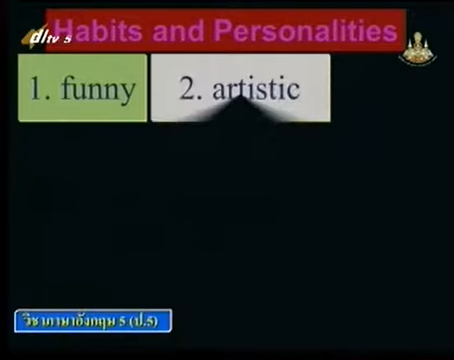 dltv 5
Habits and Personalities
1. funny
2. artistic
วิชาภาษาอังกฤษ 5 (ป.5)